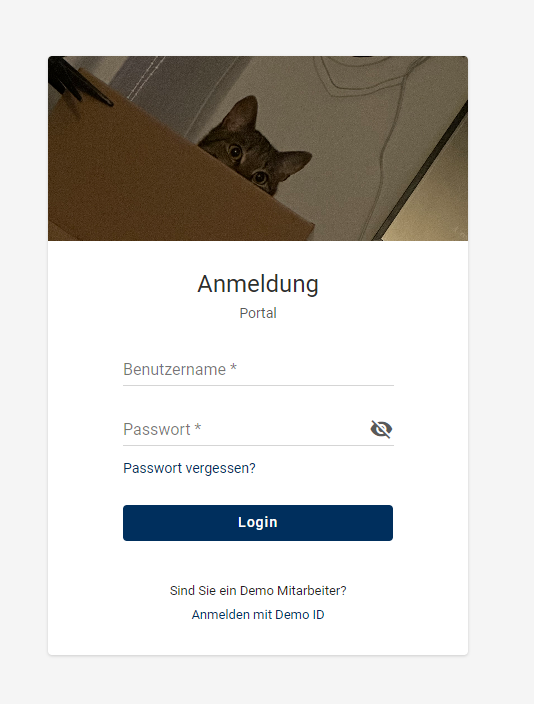 Anmeldung
Portal
Benutzername *
Passwort *
Passwort vergessen?
Login
Sind Sie ein Demo Mitarbeiter?
Anmelden mit Demo ID